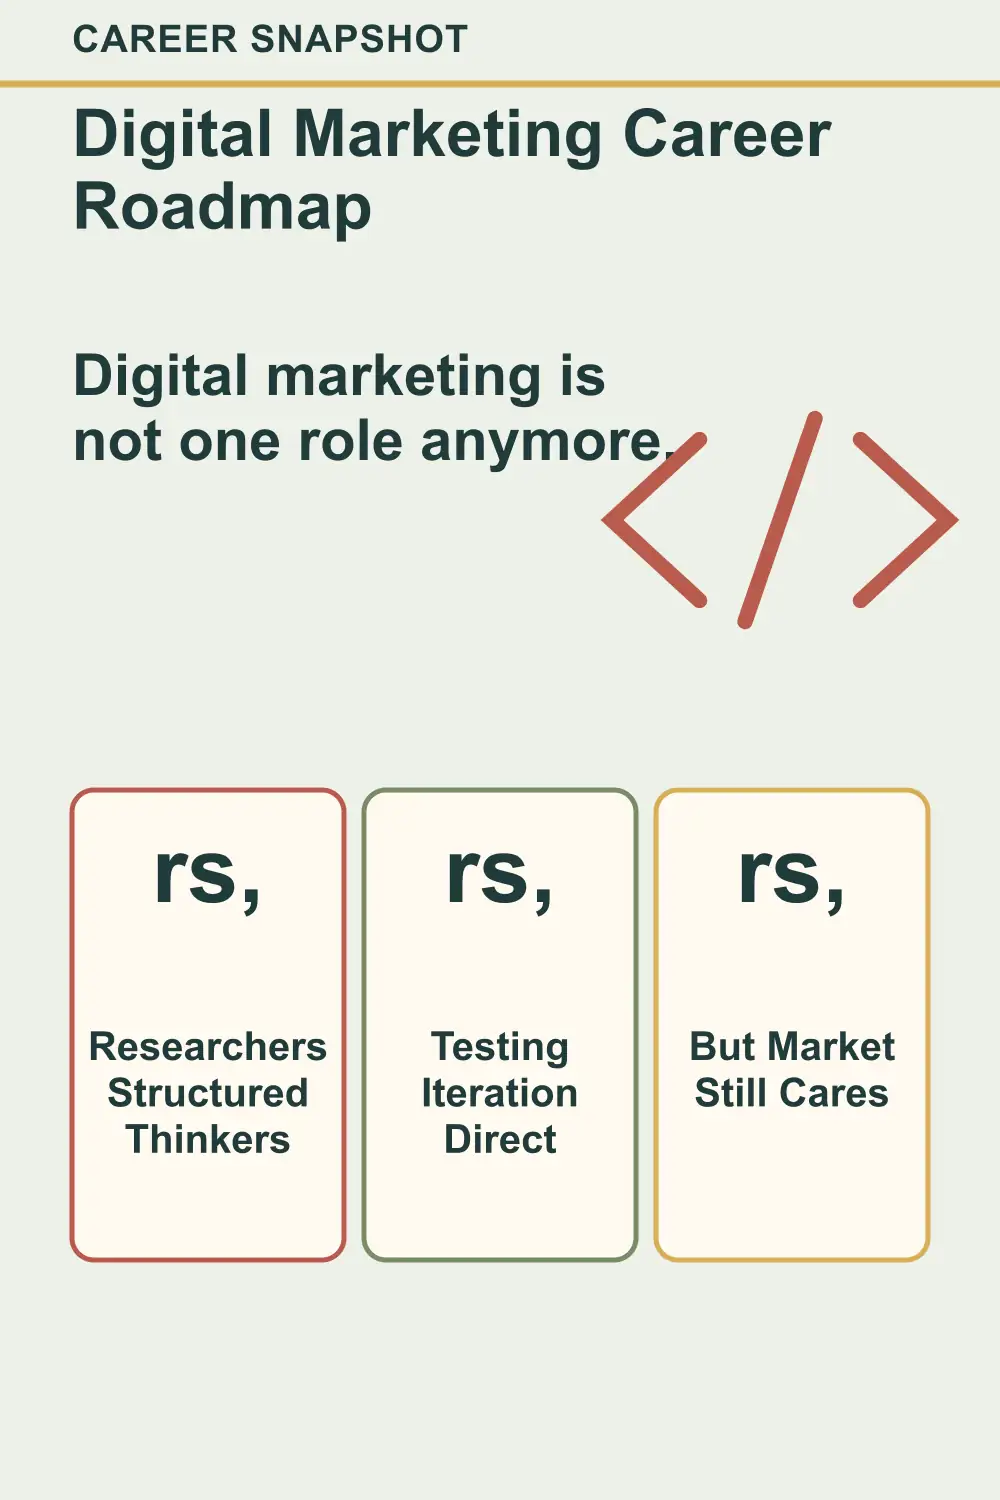 CAREER SNAPSHOT
Digital Marketing Career
Roadmap
Digital marketing is
not one role anymore.
</>
rs,
Researchers
Structured
Thinkers
rs,
Testing
Iteration
Direct
rs,
But Market
Still Cares